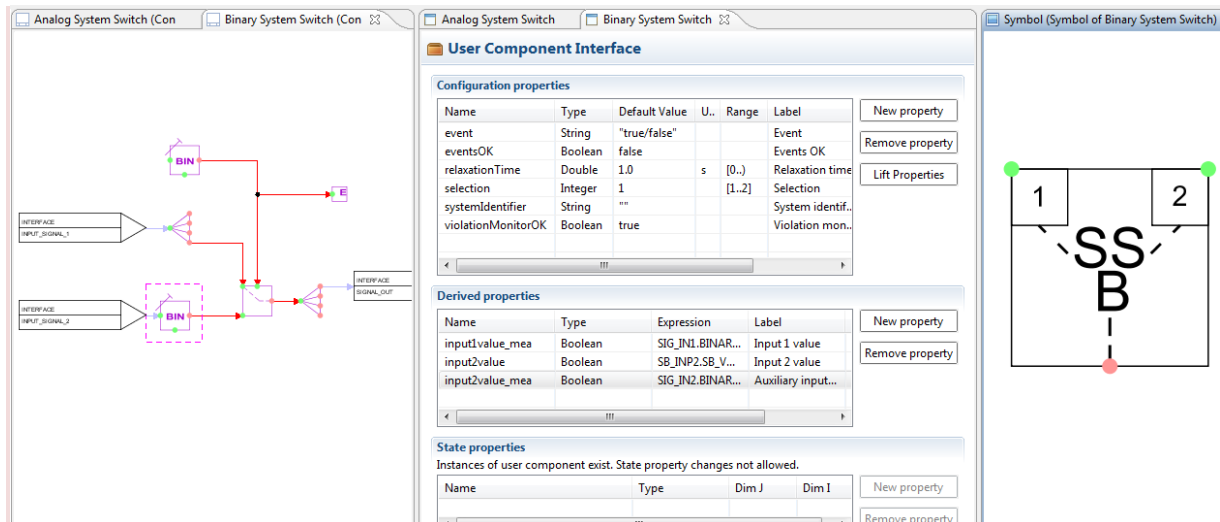 Analog System Switch (Con
Binary System Switch (Con
BIN
E
INTERFACE
INPUT_SIGNAL_1
INTERFACE
SIGNAL_OUT
INTERFACE
INPUT_SIGNAL_2
BIN
Analog System Switch
Binary System Switch
User Component Interface
Configuration properties
Name Type Default Value U.. Range Label
event String "true/false" Event
eventsOK Boolean false Events OK
relaxationTime Double 1.0 s [0..) Relaxation time
selection Integer 1 [1..2] Selection
systemIdentifier String "" System identif..
violationMonitorOK Boolean true Violation mon...
New property
Remove property
Lift Properties
Derived properties
Name Type Expression Label
input1value_mea Boolean SIG_IN1.BINAR... Input 1 value
input2value Boolean SB_INP2.SB_V... Input 2 value
input2value_mea Boolean SIG_IN2.BINAR... Auxiliary input...
New property
Remove property
State properties
Instances of user component exist. State property changes not allowed.
Name Type Dim J Dim I
New property
Remove property
Symbol (Symbol of Binary System Switch)
1 2
SS
B